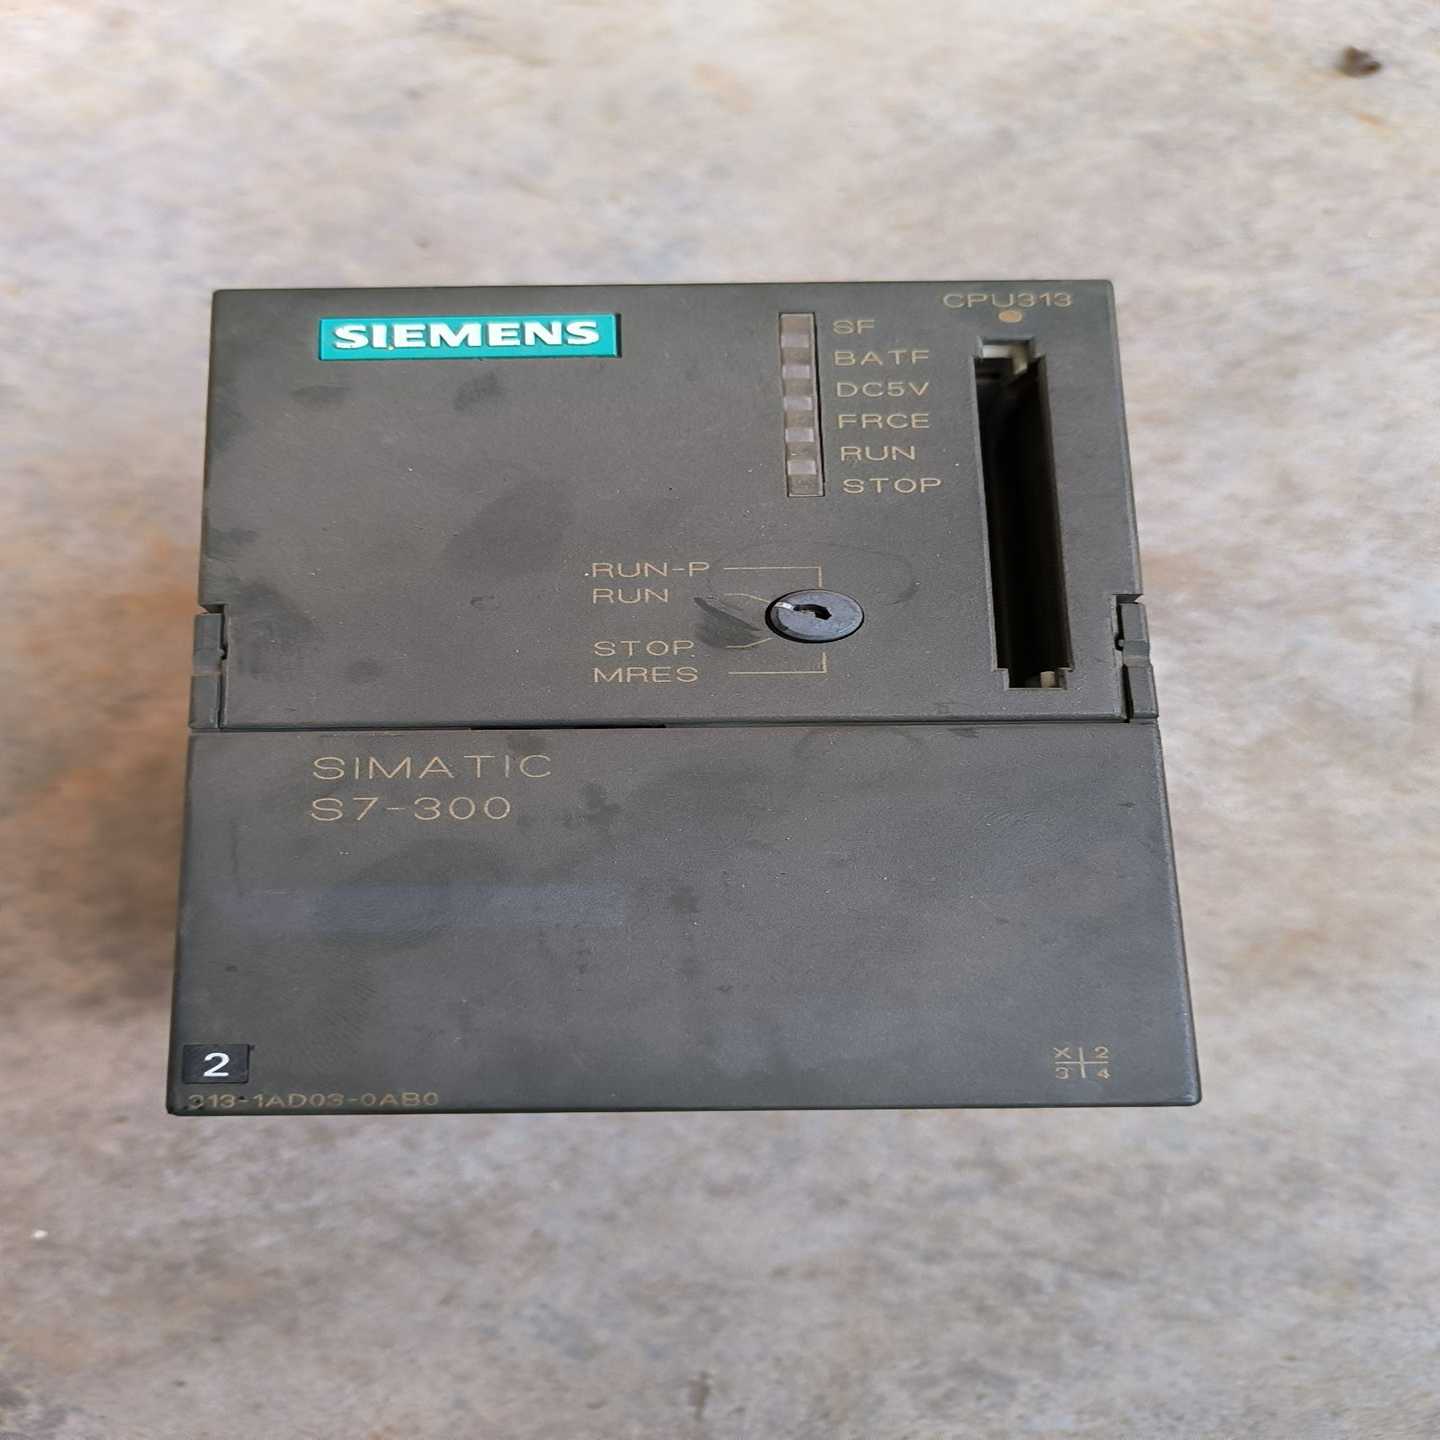 SIEMENS
CPU313
SF
BATF
DC5V
FRCE
RUN
STOP
RUN-P
RUN
STOP
MRES
SIMATIC
S7-300
2
313-1AD03-0AB0
X 2
3 4